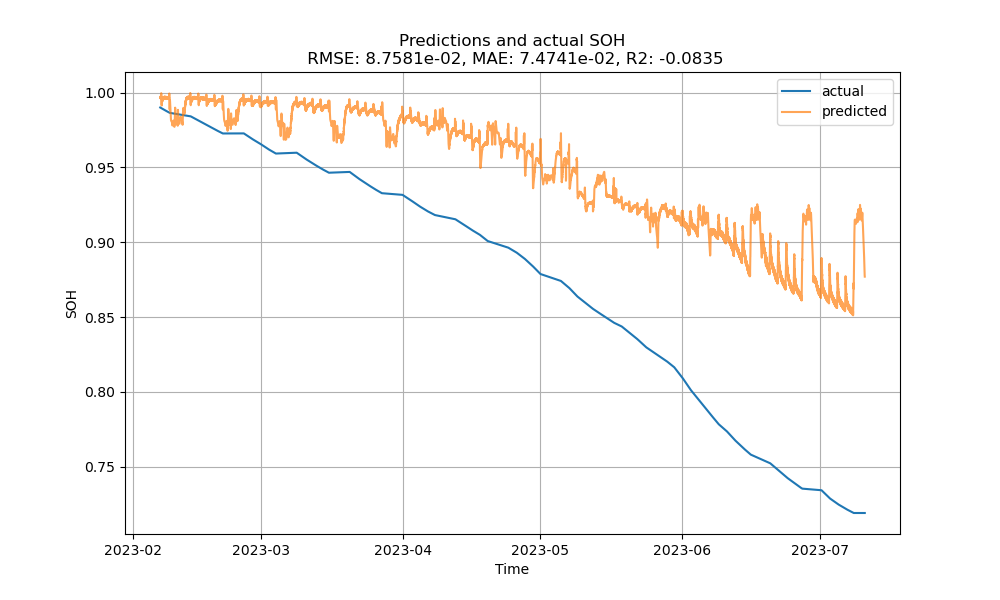 Predictions and actual SOH
RMSE: 8.7581e-02, MAE: 7.4741e-02, R2: -0.0835
actual
predicted
1.00
0.95
0.90
0.85
0.80
0.75
SOH
2023-02 2023-03 2023-04 2023-05 2023-06 2023-07
Time